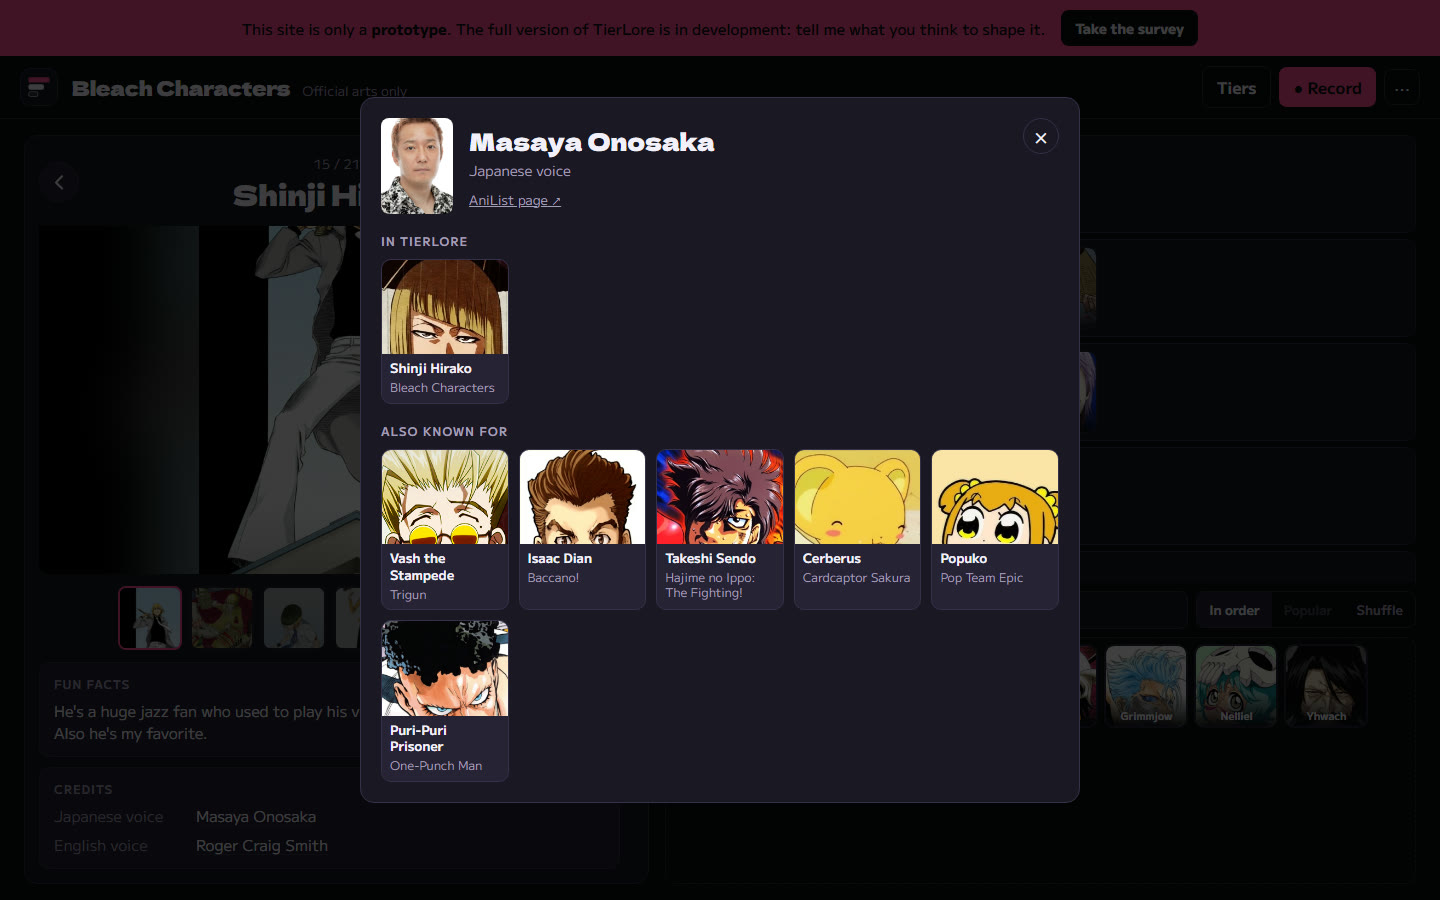 This site is only a prototype. The full version of TierLore is in development: tell me what you think to shape it.
Take the survey
Bleach Characters
Official arts only
Tiers
● Record
...
15 / 21
Shinji Hi
Masaya Onosaka
Japanese voice
AniList page ↗
IN TIERLORE
Shinji Hirako
Bleach Characters
ALSO KNOWN FOR
Vash the
Stampede
Trigun
Isaac Dian
Baccano!
Takeshi Sendo
Hajime no Ippo:
The Fighting!
Cerberus
Cardcaptor Sakura
Popuko
Pop Team Epic
Puri-Puri
Prisoner
One-Punch Man
In order
Popular
Shuffle
Grimmjow
Nelliel
Yhwach
FUN FACTS
He's a huge jazz fan who used to play his v
Also he's my favorite.
CREDITS
Japanese voice
Masaya Onosaka
English voice
Roger Craig Smith